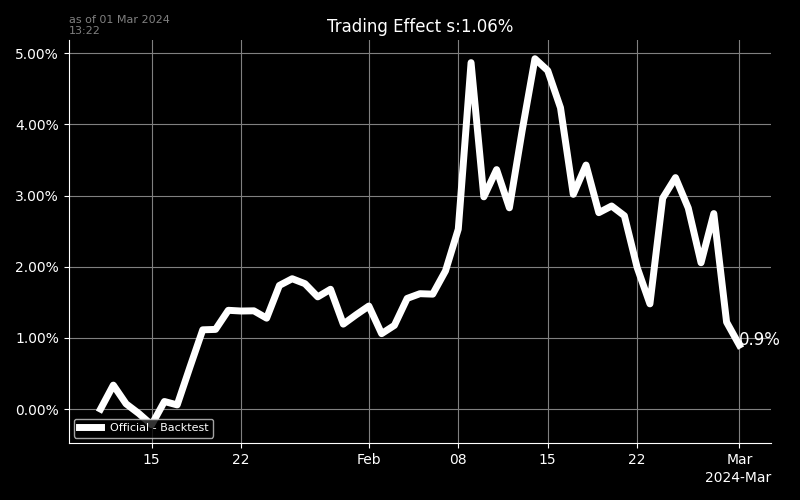 as of 01 Mar 2024
13:22
Trading Effect s:1.06%
5.00%
4.00%
3.00%
2.00%
1.00%
0.00%
0.9%
Official - Backtest
15
22
Feb
08
15
22
Mar
2024-Mar